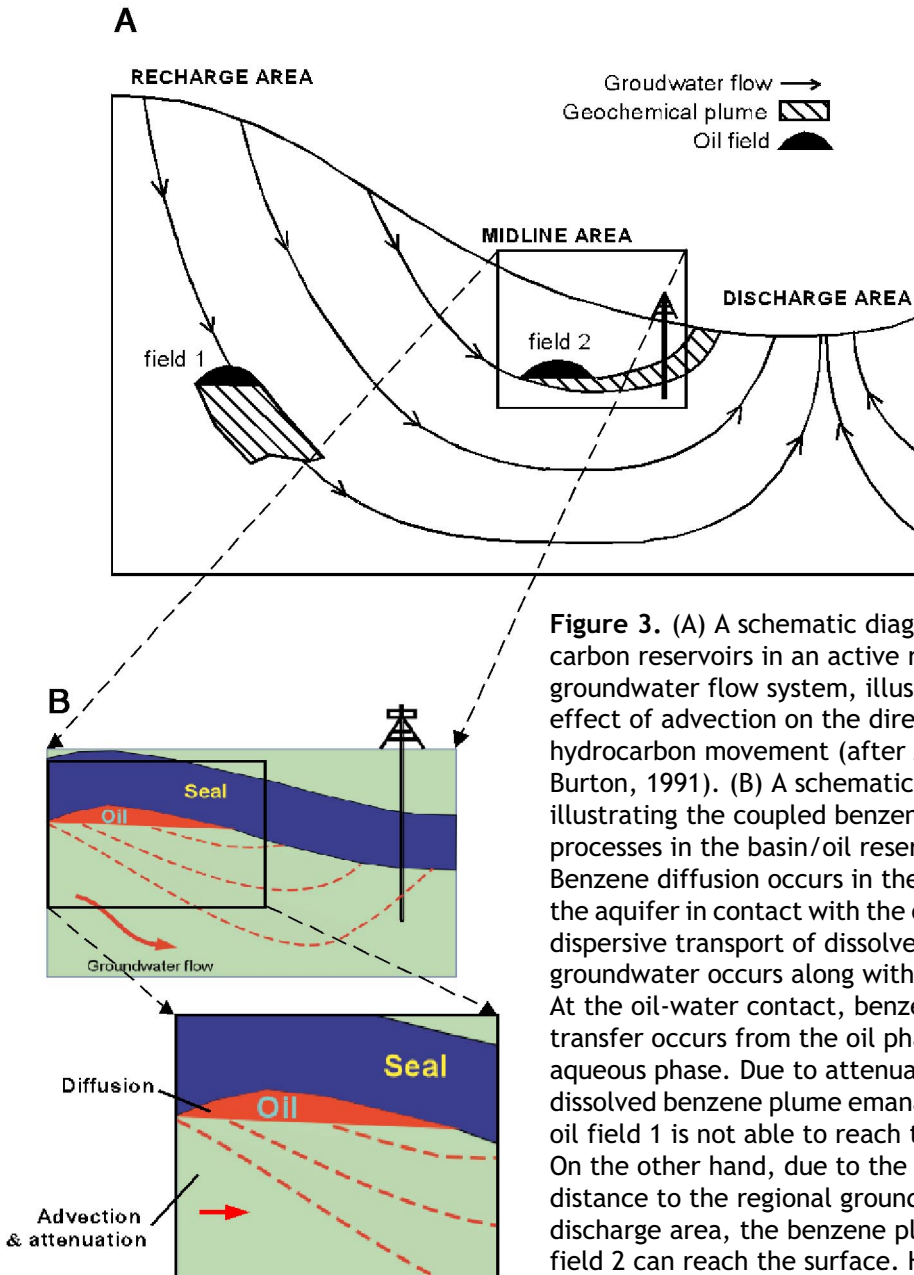 A
RECHARGE AREA
Groudwater flow
Geochemical plume
Oil field
MIDLINE AREA
DISCHARGE AREA
field 1
field 2
B
Seal
Oil
Groundwater flow
Diffusion
Seal
Oil
Advection
& attenuation
Figure 3. (A) A schematic diag
carbon reservoirs in an active
groundwater flow system, illus
effect of advection on the dire
hydrocarbon movement (after
Burton, 1991). (B) A schematic
illustrating the coupled benzen
processes in the basin/oil reser
Benzene diffusion occurs in the
the aquifer in contact with the
dispersive transport of dissolve
groundwater occurs along with
At the oil-water contact, benze
transfer occurs from the oil pha
aqueous phase. Due to attenua
dissolved benzene plume emana
oil field 1 is not able to reach t
On the other hand, due to the
distance to the regional ground
discharge area, the benzene pl
field 2 can reach the surface. H